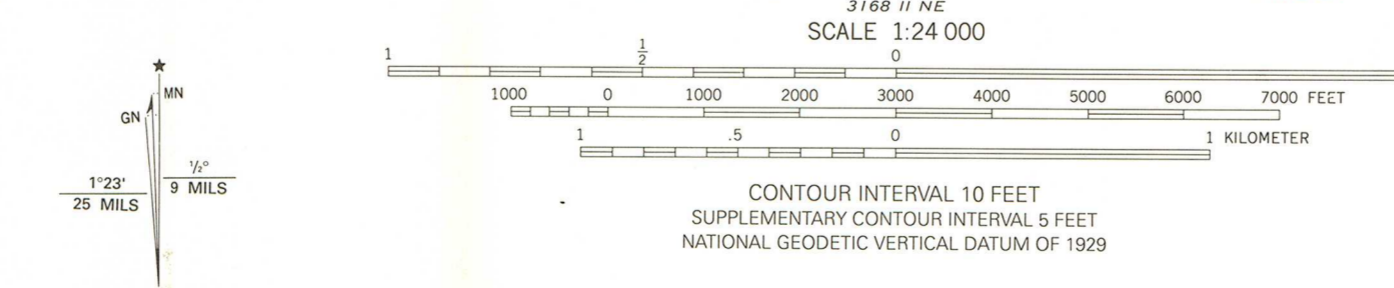 3168 II NE
SCALE 1:24 000
1 1/2 0
1000 0 1000 2000 3000 4000 5000 6000 7000 FEET
1 .5 0 1 KILOMETER
CONTOUR INTERVAL 10 FEET
SUPPLEMENTARY CONTOUR INTERVAL 5 FEET
NATIONAL GEODETIC VERTICAL DATUM OF 1929
★
MN
GN
1°23'
25 MILS
½°
9 MILS